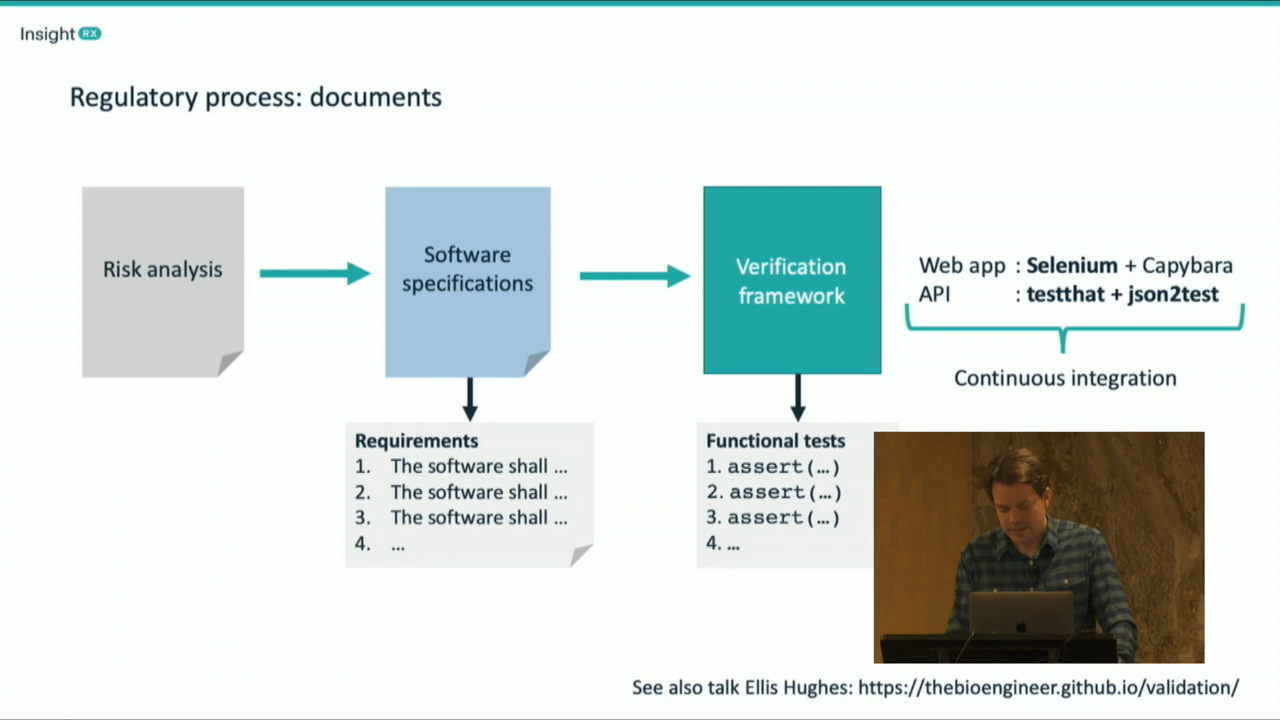 Insight RX
Regulatory process: documents
Risk analysis
Software
specifications
Verification
framework
Web app : Selenium + Capybara
API : testthat + json2test
Continuous integration
Requirements
1. The software shall ...
2. The software shall ...
3. The software shall ...
4. ...
Functional tests
1. assert(…)
2. assert(…)
3. assert(…)
4. …
See also talk Ellis Hughes: https://thebioengineer.github.io/validation/